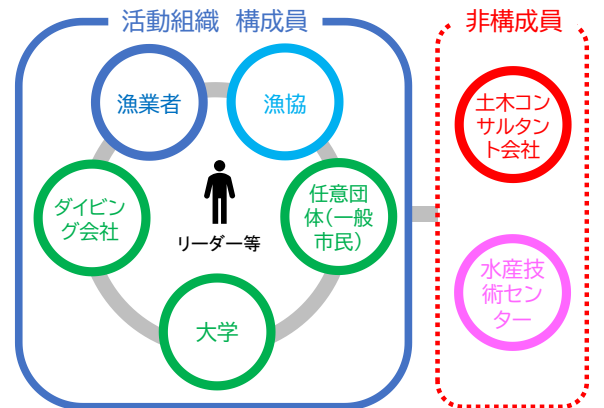 活動組織 構成員
非構成員
漁業者
漁協
土木コン
サルタン
ト会社
ダイビン
グ会社
リーダー等
任意団
体(一般
市民)
大学
水産技
術セン
ター